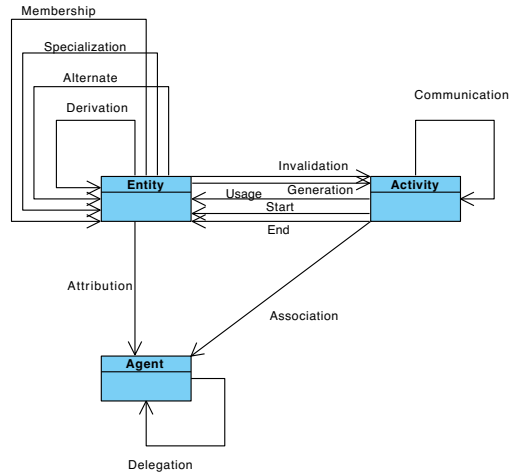 Membership
Specialization
Alternate
Derivation
Communication
Entity
Invalidation
Activity
Usage
Generation
Start
End
Attribution
Association
Agent
Delegation